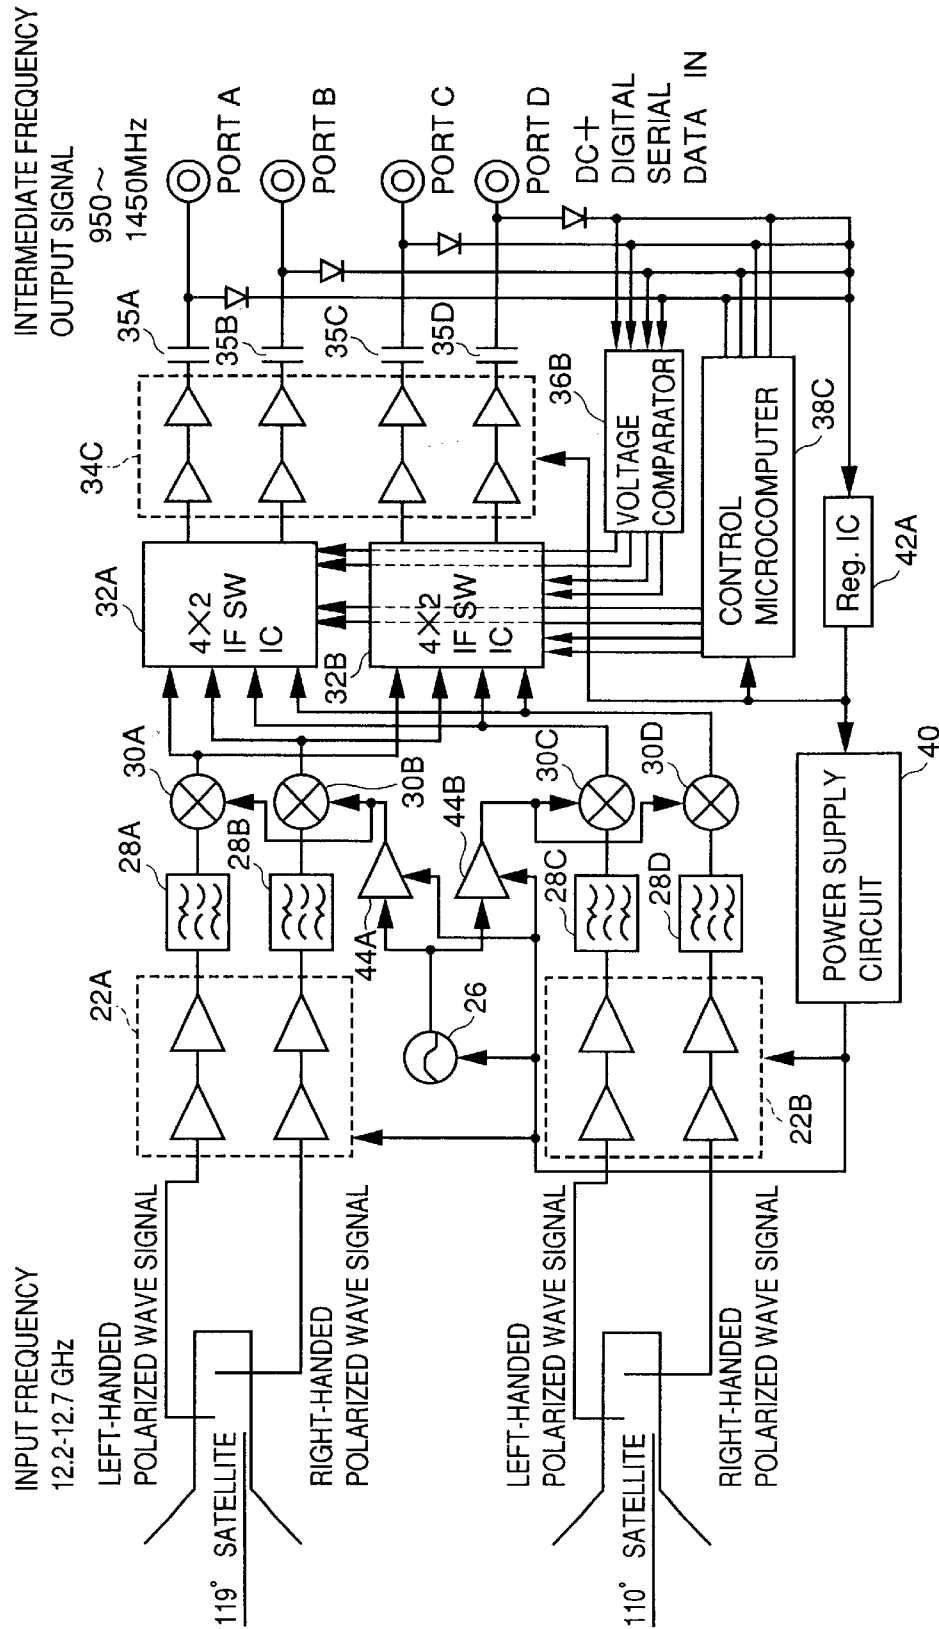 INPUT FREQUENCY
12.2-12.7 GHz
LEFT-HANDED
POLARIZED WAVE SIGNAL
119° SATELLITE
RIGHT-HANDED
POLARIZED WAVE SIGNAL
LEFT-HANDED
POLARIZED WAVE SIGNAL
110° SATELLITE
RIGHT-HANDED
POLARIZED WAVE SIGNAL
22A
28A
30A
28B
30B
44A
44B
26
28C
30C
28D
30D
22B
32A
4×2
IF SW
IC
32B
4×2
IF SW
IC
34C
35A
35B
35C
35D
INTERMEDIATE FREQUENCY
OUTPUT SIGNAL
950~
1450MHz
PORT A
PORT B
PORT C
PORT D
DC+
DIGITAL
SERIAL
DATA IN
36B
VOLTAGE
COMPARATOR
CONTROL
MICROCOMPUTER
38C
Reg. IC
42A
POWER SUPPLY
CIRCUIT
40